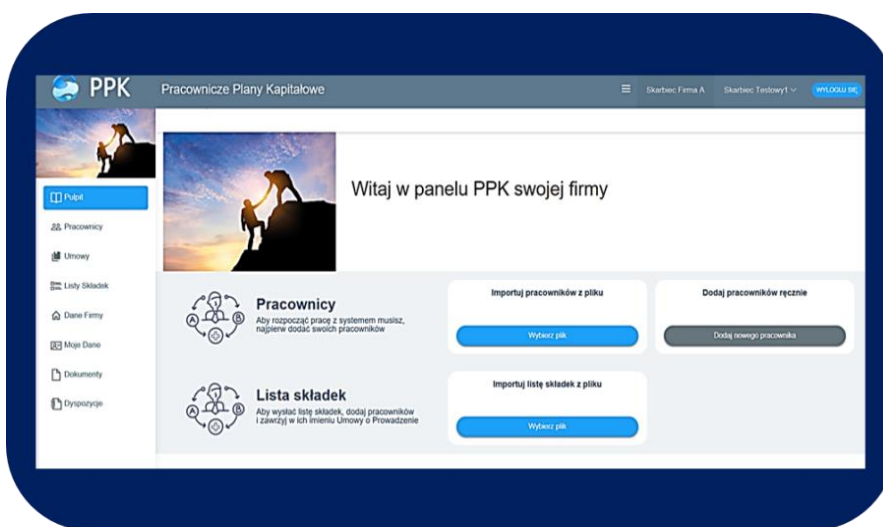 PPK
Pracownicze Plany Kapitałowe
Skarbiec Firma A
Skarbiec Testowy1
WYLOGUJ SIĘ
Pulpit
Pracownicy
Umowy
Listy Składek
Dane Firmy
Moje Dane
Dokumenty
Dyspozycje
Witaj w panelu PPK swojej firmy
Pracownicy
Aby rozpocząć pracę z systemem musisz,
najpierw dodać swoich pracowników
Importuj pracowników z pliku
Wybierz plik
Dodaj pracowników ręcznie
Dodaj nowego pracownika
Lista składek
Aby wysłać listę składek, dodaj pracowników
i zawrzyj w ich imieniu Umowy o Prowadzenie
Importuj listę składek z pliku
Wybierz plik